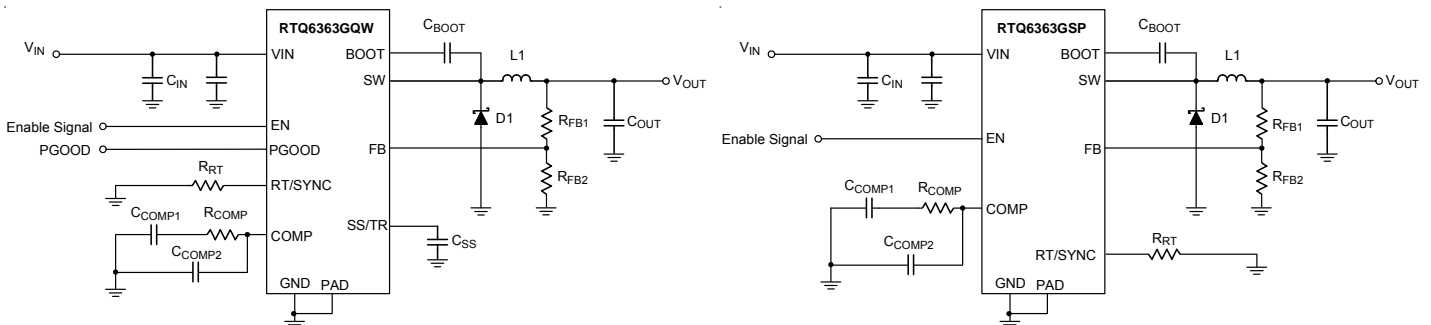 RTQ6363GQW
CBOOT
VIN
VIN
BOOT
L1
CIN
SW
VOUT
Enable Signal
EN
D1
RFB1
COUT
PGOOD
PGOOD
FB
RRT
RT/SYNC
RFB2
CCOMP1
RCOMP
COMP
SS/TR
CSS
CCOMP2
GND
PAD
RTQ6363GSP
CBOOT
VIN
VIN
BOOT
L1
CIN
SW
VOUT
D1
RFB1
COUT
Enable Signal
EN
FB
RFB2
CCOMP1
RCOMP
COMP
CCOMP2
RT/SYNC
RRT
GND
PAD